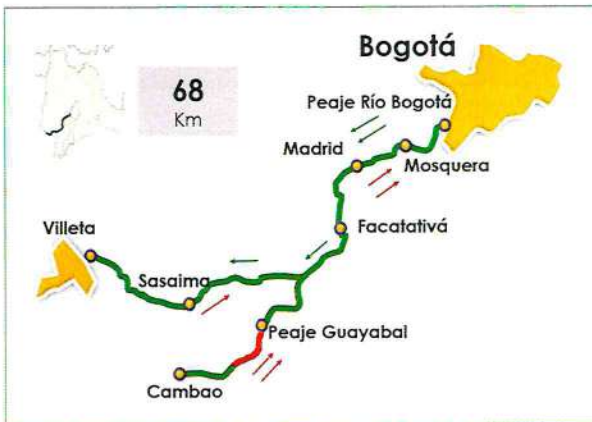 Bogotá
68
Km
Peaje Río Bogotá
Madrid
Mosquera
Facatativá
Villeta
Sasaima
Peaje Guayabal
Cambao